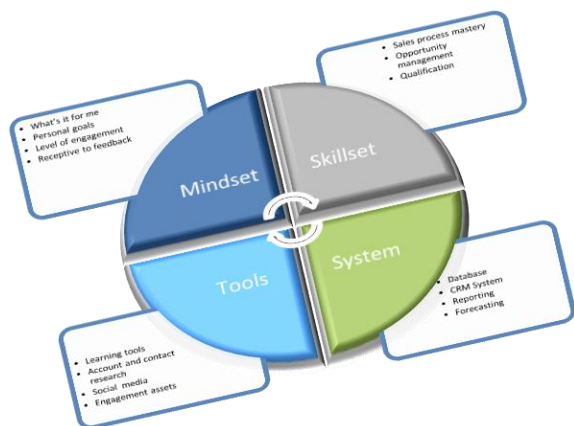 • What's it for me
• Personal goals
• Level of engagement
• Receptive to feedback
• Sales process mastery
• Opportunity
management
• Qualification
Mindset
Skillset
Tools
System
• Learning tools
• Account and contact
research
• Social media
• Engagement assets
• Database
• CRM System
• Reporting
• Forecasting